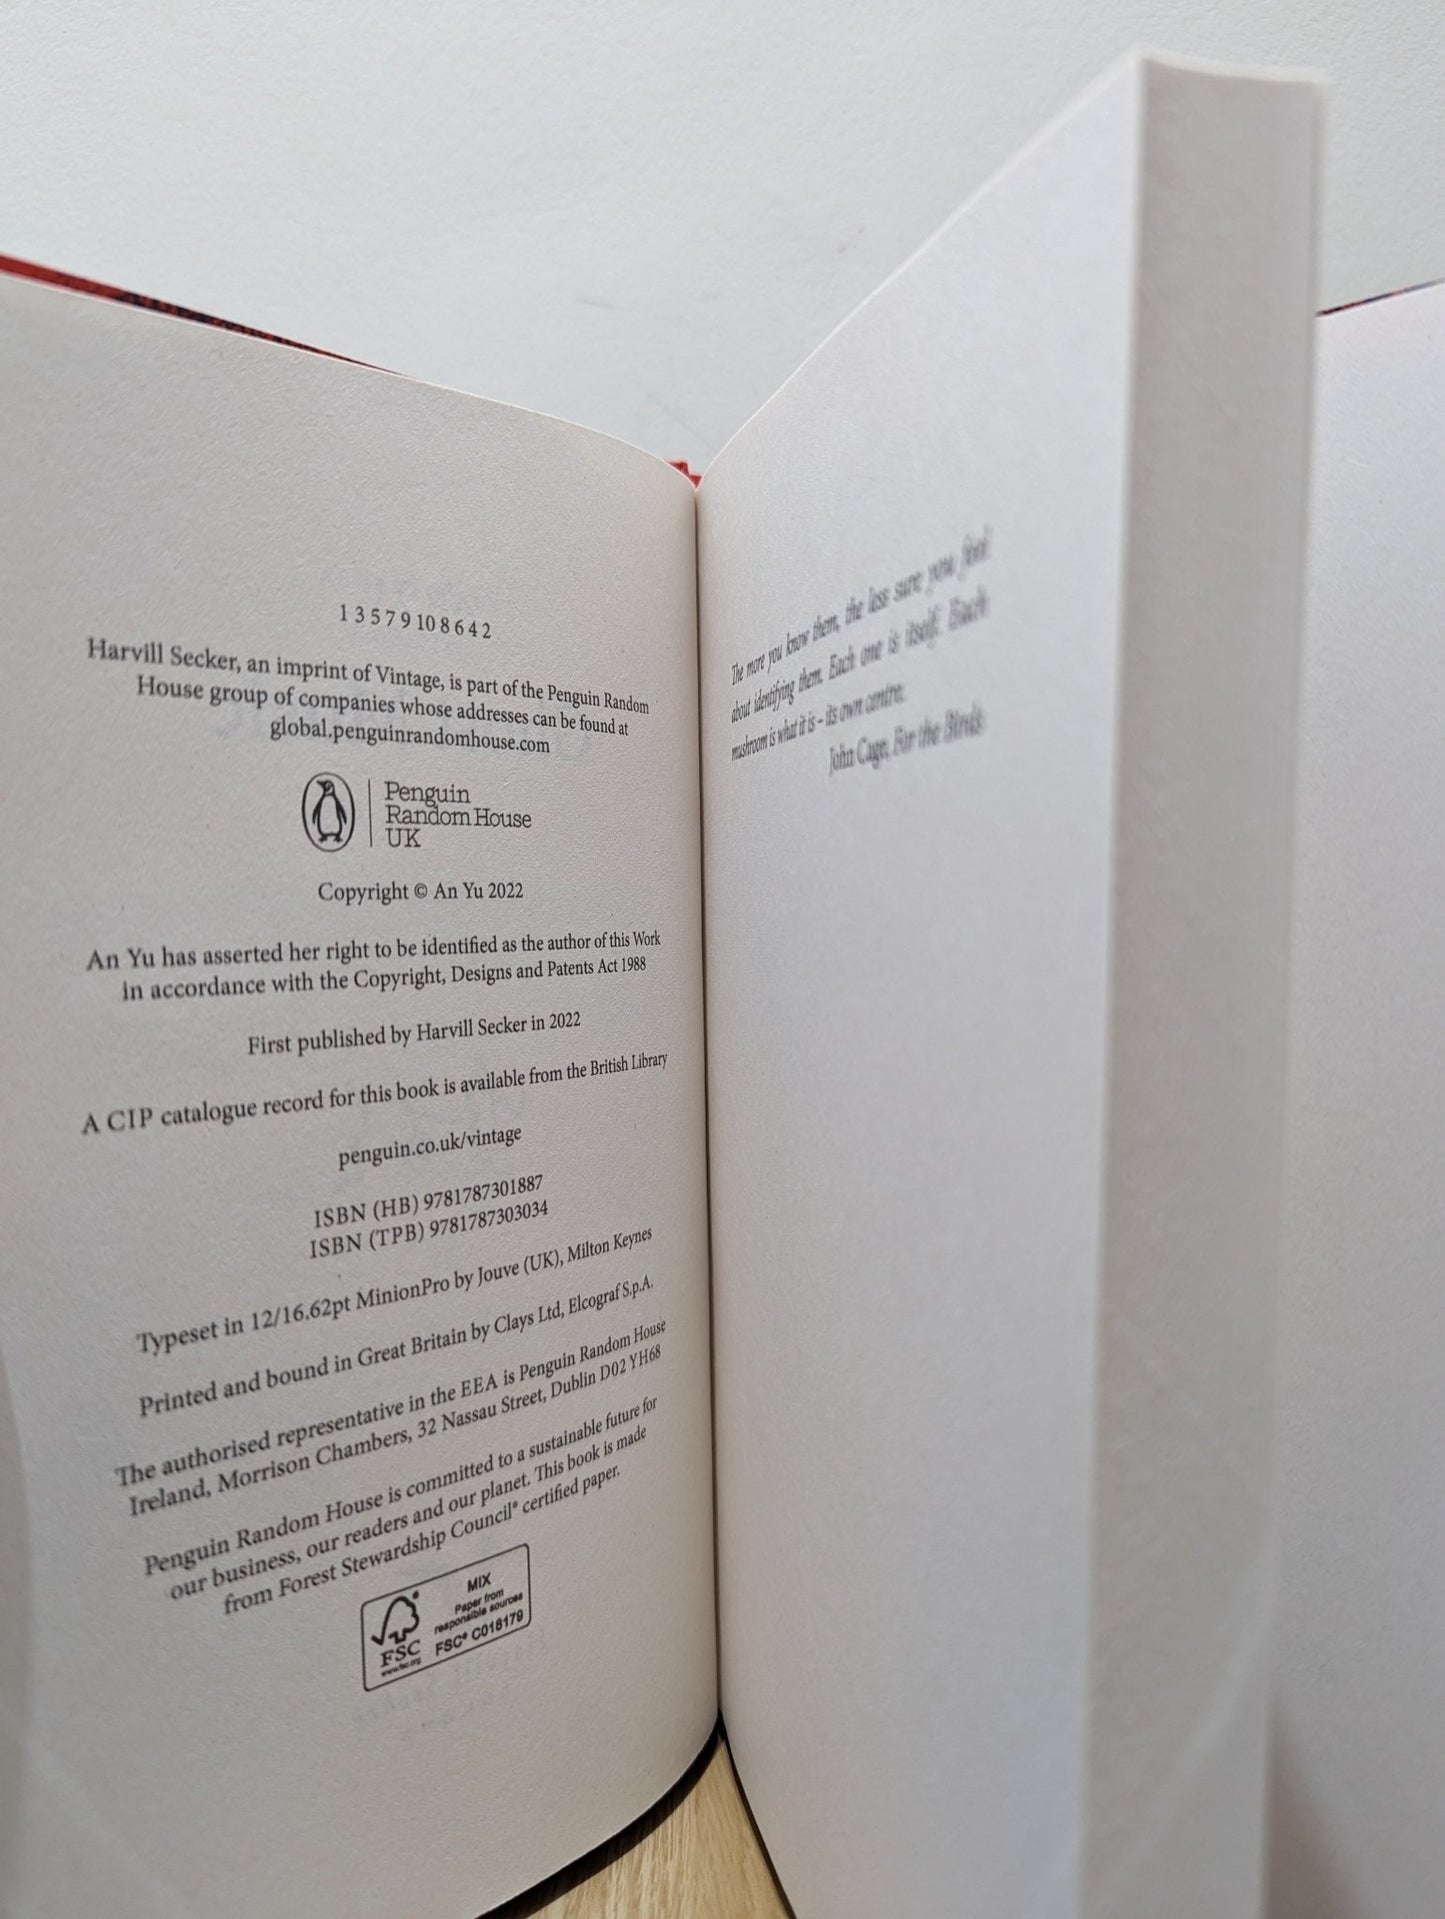 1 3 5 7 9 10 8 6 4 2
Harvill Secker, an imprint of Vintage, is part of the Penguin Random
House group of companies whose addresses can be found at
global.penguinrandomhouse.com
Penguin
Random House
UK
Copyright © An Yu 2022
An Yu has asserted her right to be identified as the author of this Work
in accordance with the Copyright, Designs and Patents Act 1988
First published by Harvill Secker in 2022
A CIP catalogue record for this book is available from the British Library
penguin.co.uk/vintage
ISBN (HB) 9781787301887
ISBN (TPB) 9781787303034
Typeset in 12/16.62pt MinionPro by Jouve (UK), Milton Keynes
Printed and bound in Great Britain by Clays Ltd, Elcograf S.p.A.
The authorised representative in the EEA is Penguin Random House
Ireland, Morrison Chambers, 32 Nassau Street, Dublin D02 YH68
Penguin Random House is committed to a sustainable future for
our business, our readers and our planet. This book is made
from Forest Stewardship Council® certified paper.
FSC
www.fsc.org
MIX
Paper from
responsible sources
FSC® C018179
The more you know them, the less sure you feel
about identifying them. Each one is itself. Each
mushroom is what it is – its own centre.
John Cage, For the Birds